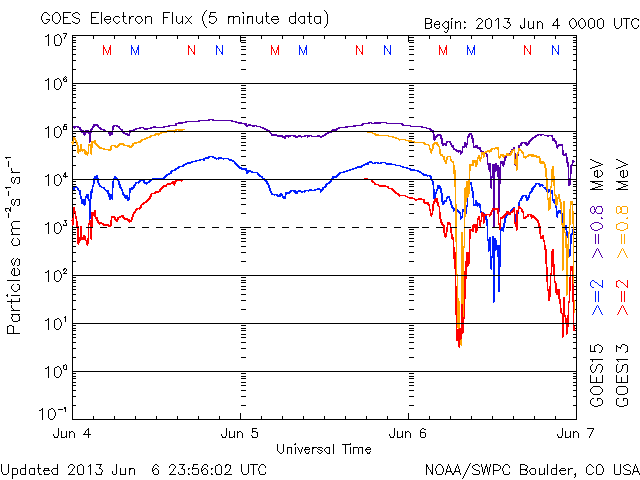 GOES Electron Flux (5 minute data)
Begin: 2013 Jun 4 0000 UTC
Particles cm⁻²s⁻¹sr⁻¹
10⁷
10⁶
10⁵
10⁴
10³
10²
10¹
10⁰
10⁻¹
M M N N M M N N M M N N
Jun 4 Jun 5 Jun 6 Jun 7
Universal Time
GOES15 >=2 >=0.8 MeV
GOES13 >=2 >=0.8 MeV
Updated 2013 Jun 6 23:56:02 UTC
NOAA/SWPC Boulder, CO USA